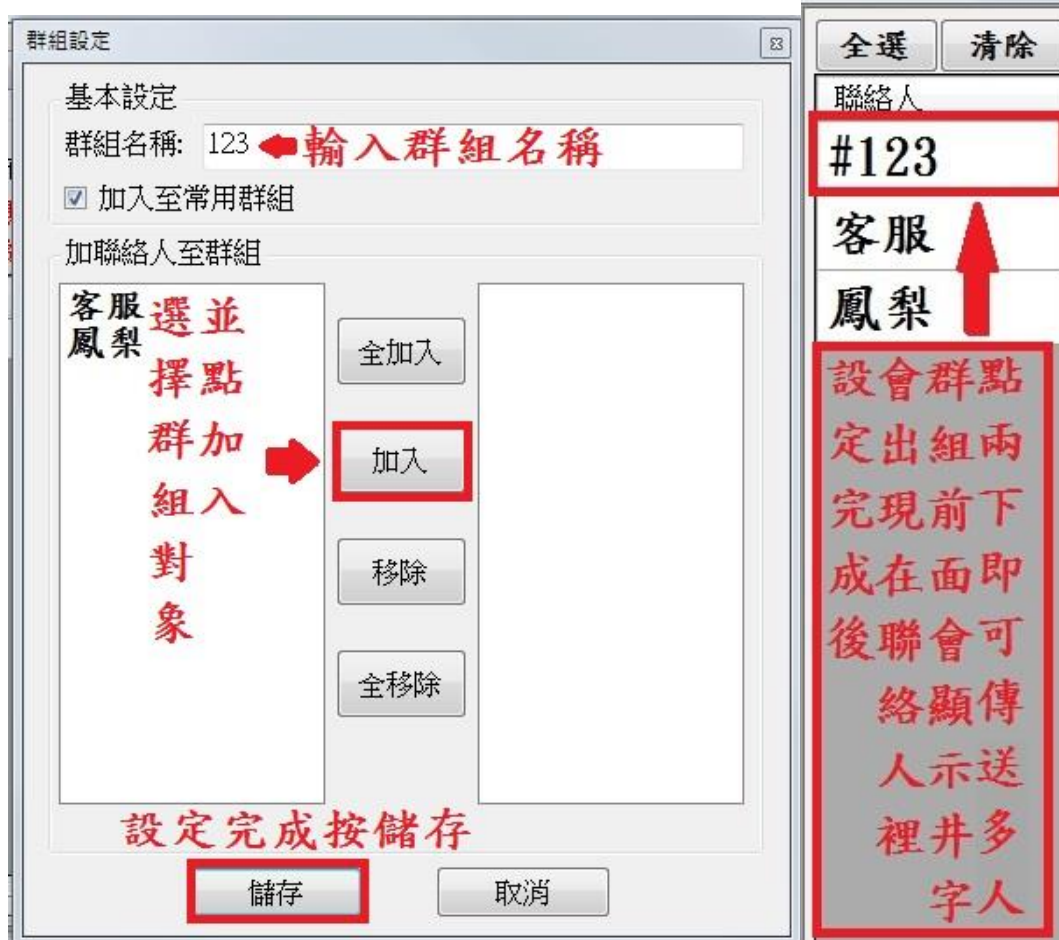 群組設定
基本設定
群組名稱: 123 輸入群組名稱
加入至常用群組
加聯絡人至群組
客服
鳳梨
選擇群組對象
並點加入
全加入
加入
移除
全移除
設定完成按儲存
儲存
取消
全選
清除
聯絡人
#123
客服
鳳梨
設定完成後
會出現在聯絡人裡
群組前面會顯示井字
點兩下即可傳送多人